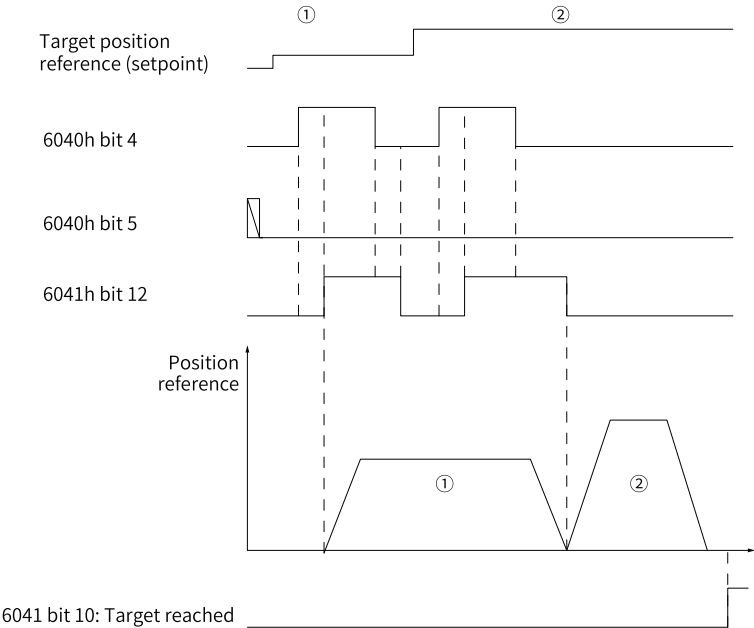 ① ②
Target position
reference (setpoint)
6040h bit 4
6040h bit 5
6041h bit 12
Position
reference
① ②
6041 bit 10: Target reached